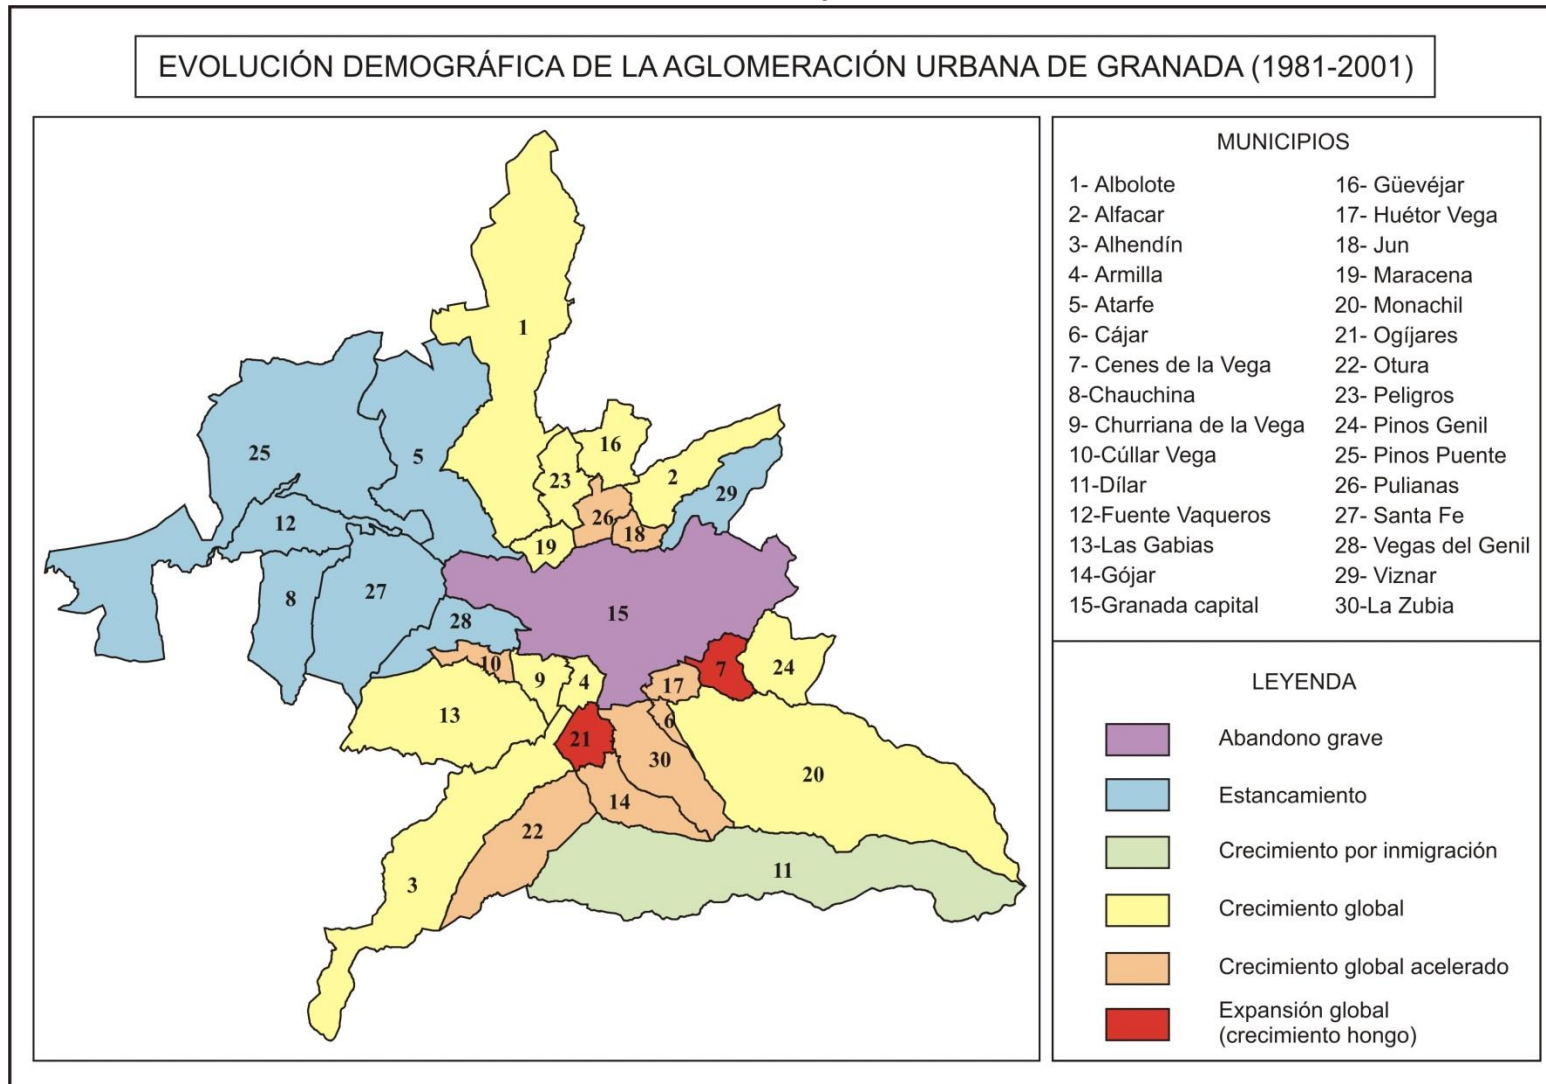 EVOLUCIÓN DEMOGRÁFICA DE LA AGLOMERACIÓN URBANA DE GRANADA (1981-2001)
1
16
25
5
23
2
29
12
26
18
19
27
8
15
28
10
9
4
17
7
24
13
6
21
30
20
14
22
11
3
MUNICIPIOS
1- Albolote
2- Alfacar
3- Alhendín
4- Armilla
5- Atarfe
6- Cájar
7- Cenes de la Vega
8-Chauchina
9- Churriana de la Vega
10-Cúllar Vega
11-Dílar
12-Fuente Vaqueros
13-Las Gabias
14-Gójar
15-Granada capital
16- Güevéjar
17- Huétor Vega
18- Jun
19- Maracena
20- Monachil
21- Ogíjares
22- Otura
23- Peligros
24- Pinos Genil
25- Pinos Puente
26- Pulianas
27- Santa Fe
28- Vegas del Genil
29- Viznar
30-La Zubia
LEYENDA
Abandono grave
Estancamiento
Crecimiento por inmigración
Crecimiento global
Crecimiento global acelerado
Expansión global
(crecimiento hongo)